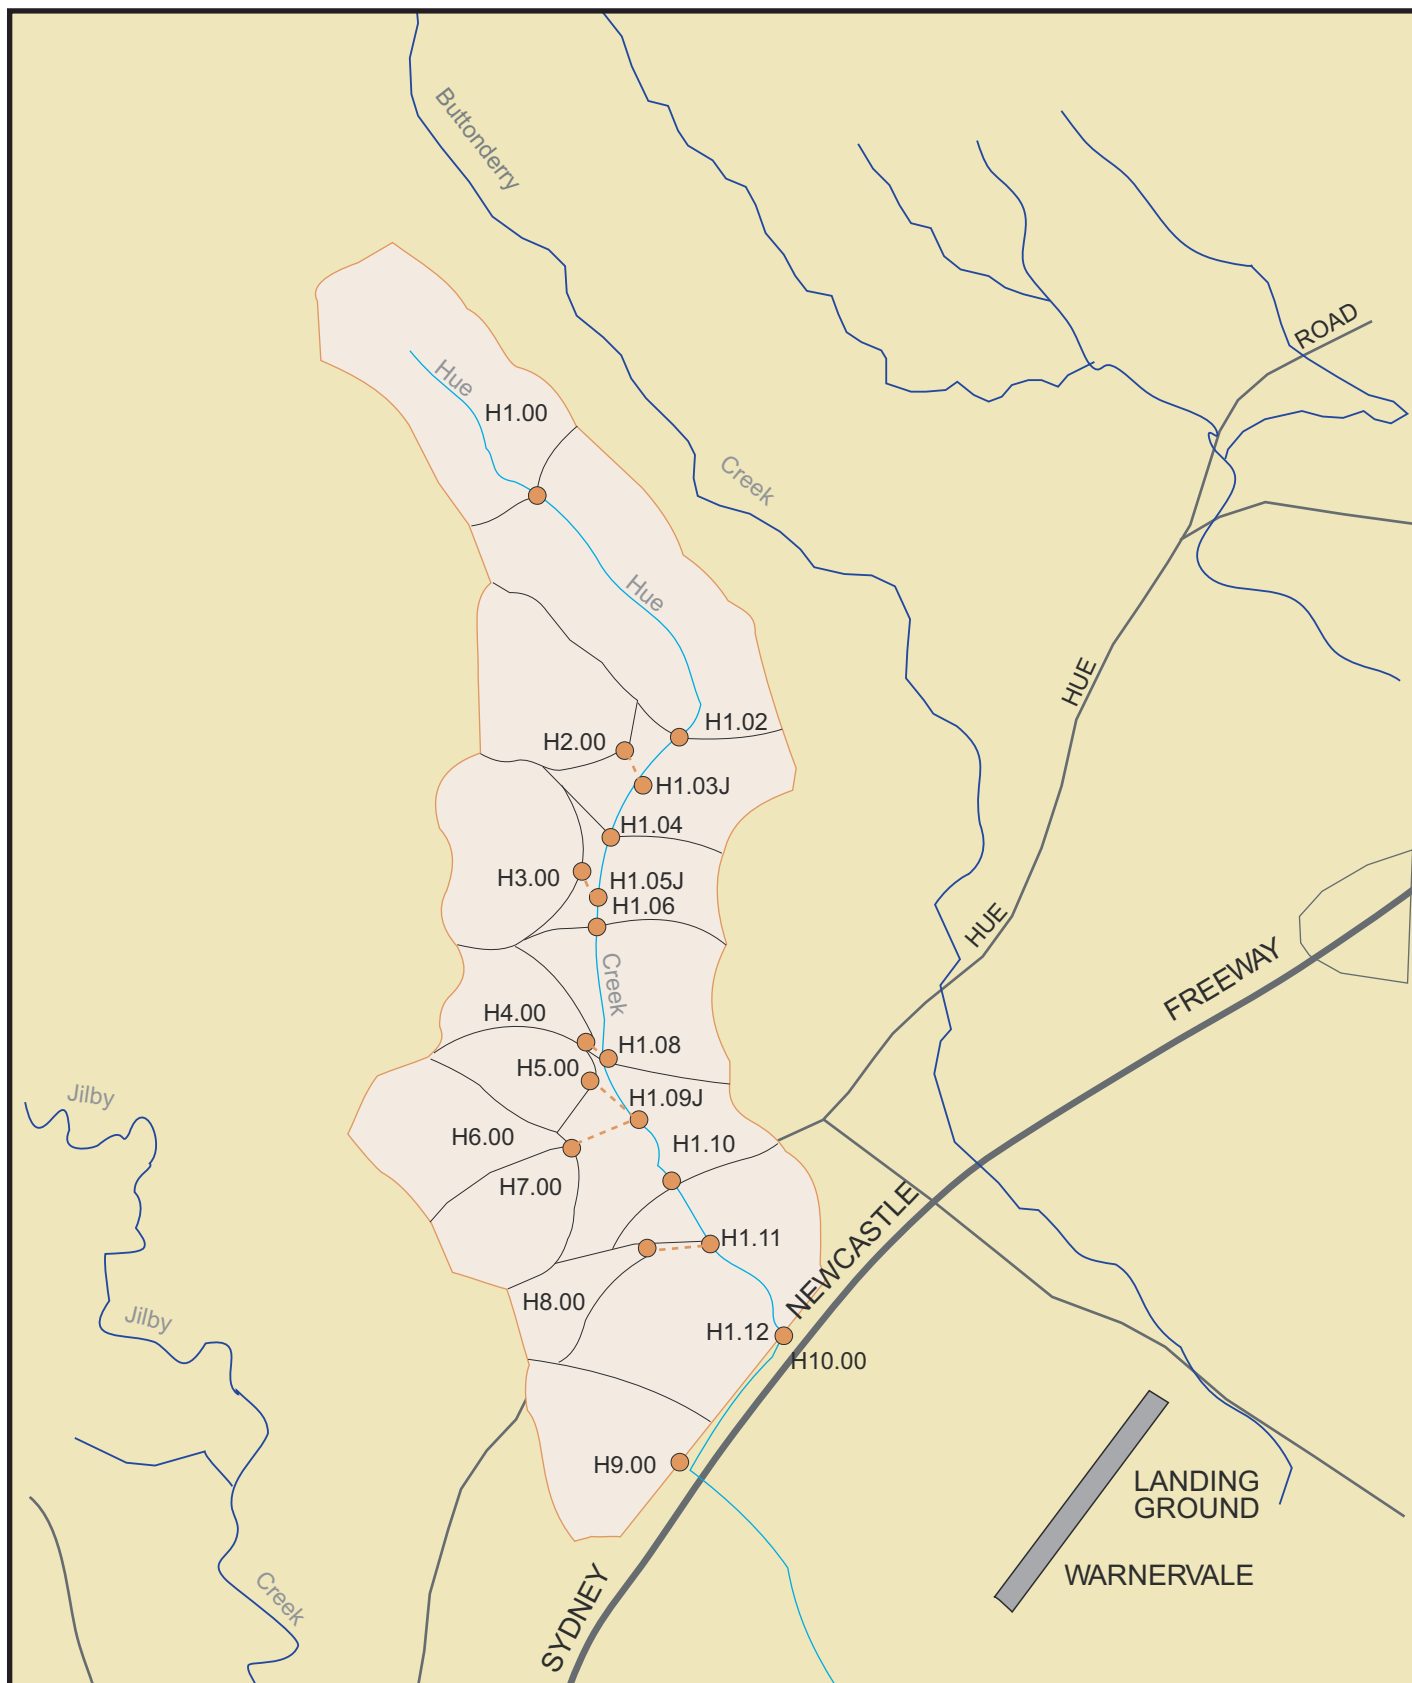 Buttonderry
ROAD
Hue
H1.00
Creek
Hue
HUE
H1.02
H2.00
H1.03J
H1.04
H3.00
H1.05J
H1.06
HUE
Creek
FREEWAY
H4.00
H1.08
H5.00
Jilby
H1.09J
H6.00
H1.10
H7.00
NEWCASTLE
H1.11
H8.00
Jilby
H1.12
H10.00
H9.00
LANDING
GROUND
WARNERVALE
Creek
SYDNEY